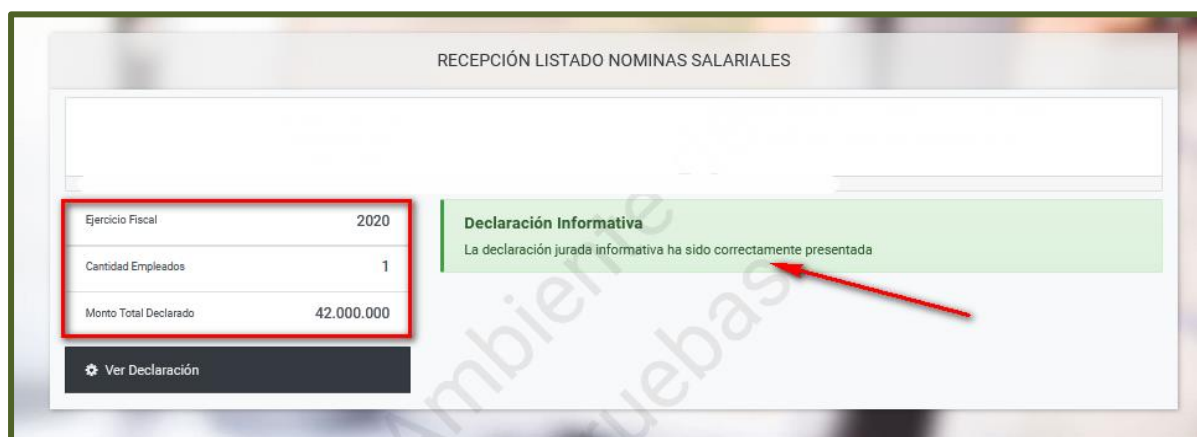 RECEPCIÓN LISTADO NOMINAS SALARIALES
Ejercicio Fiscal 2020
Cantidad Empleados 1
Monto Total Declarado 42.000.000
Ver Declaración
Declaración Informativa
La declaración jurada informativa ha sido correctamente presentada
Ambiente de
Pruebas